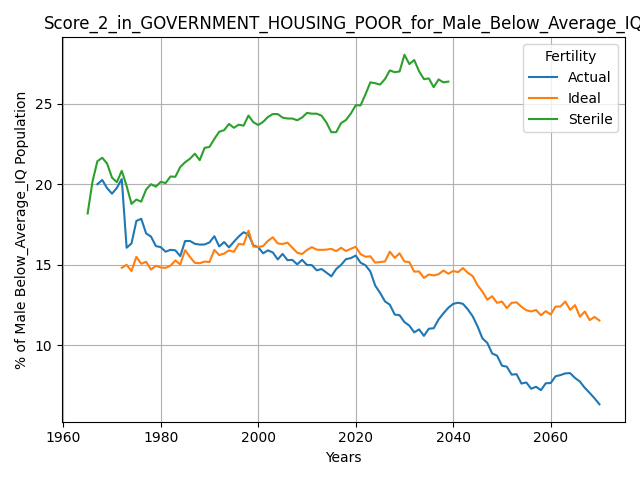 Score_2_in_GOVERNMENT_HOUSING_POOR_for_Male_Below_Average_IQ
Fertility
Actual
Ideal
Sterile
% of Male Below_Average_IQ Population
25
20
15
10
1960
1980
2000
2020
2040
2060
Years